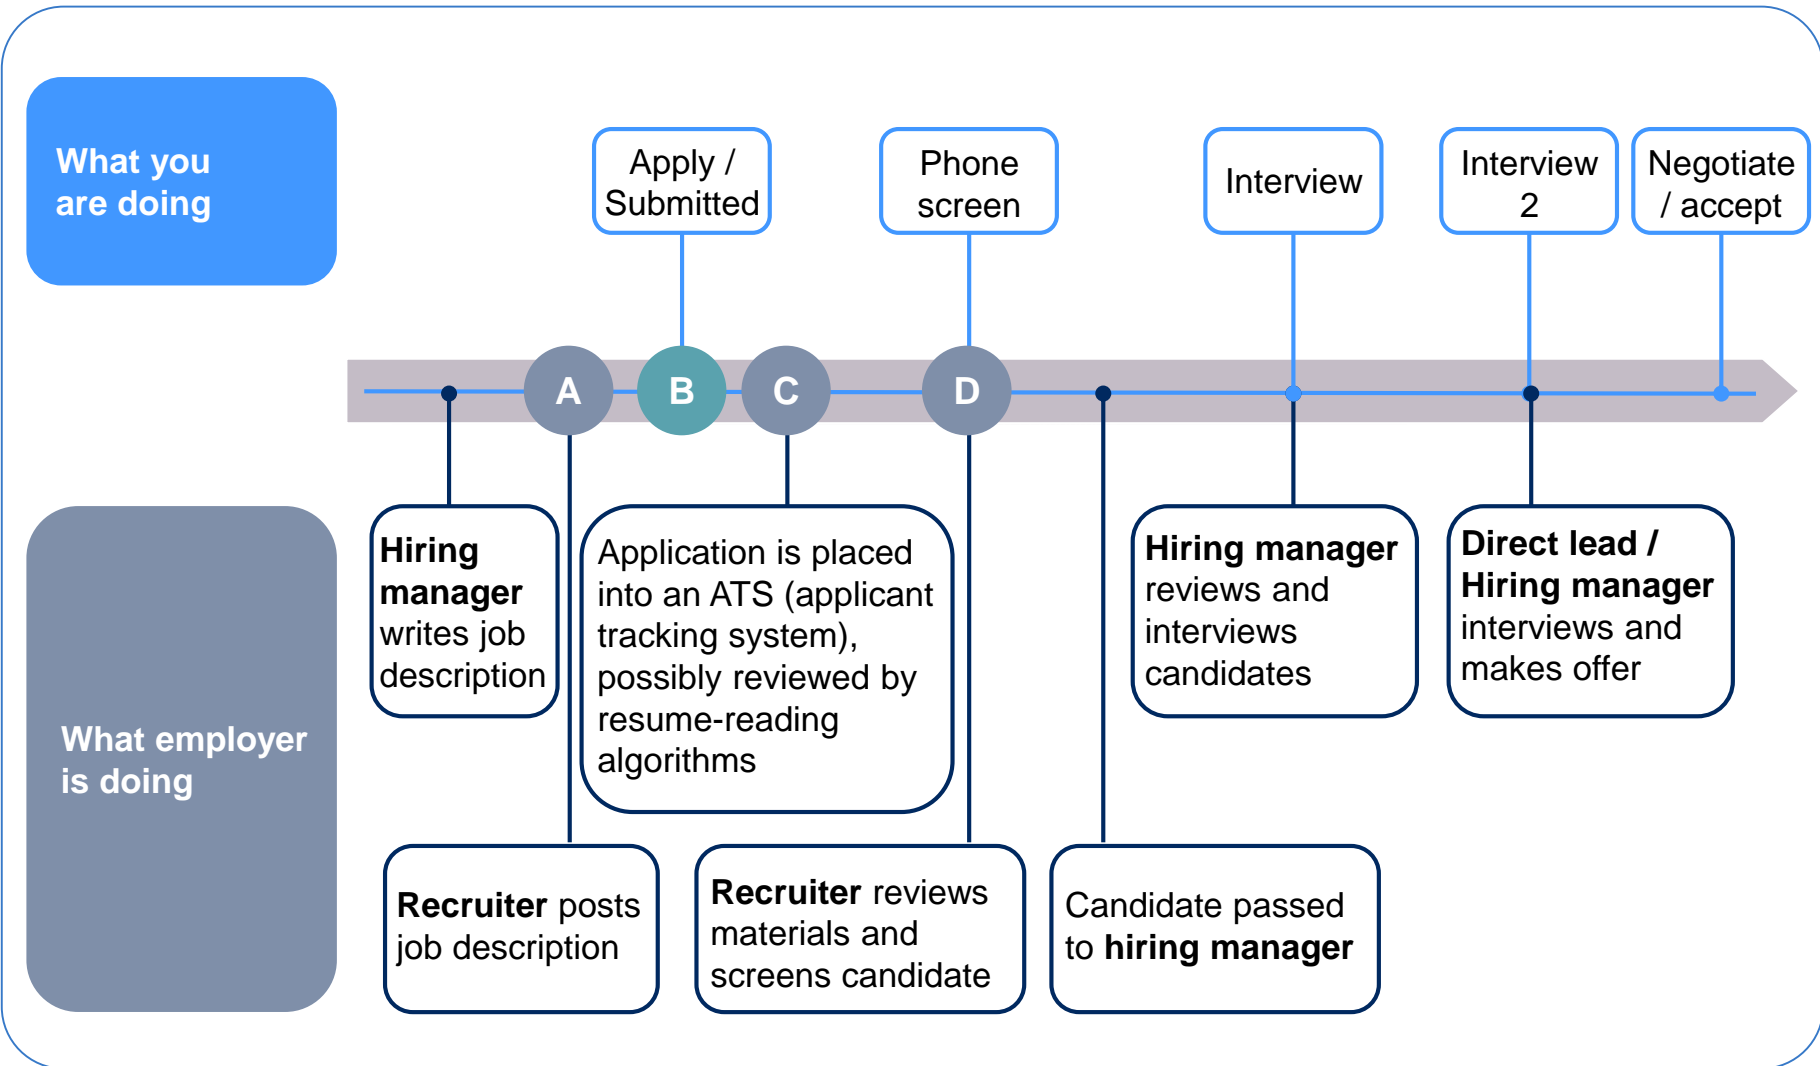 What you
are doing
Apply /
Submitted
Phone
screen
Interview
Interview
2
Negotiate
/ accept
A
B
C
D
What employer
is doing
Hiring
manager
writes job
description
Application is placed
into an ATS (applicant
tracking system),
possibly reviewed by
resume-reading
algorithms
Hiring manager
reviews and
interviews
candidates
Direct lead /
Hiring manager
interviews and
makes offer
Recruiter posts
job description
Recruiter reviews
materials and
screens candidate
Candidate passed
to hiring manager